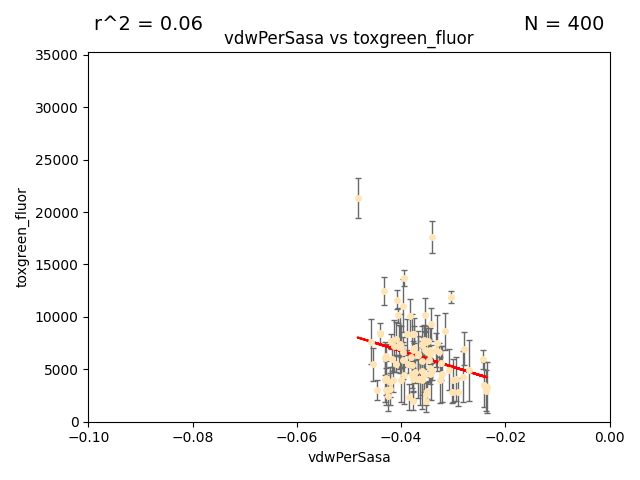 r^2 = 0.06
N = 400
vdwPerSasa vs toxgreen_fluor
35000
30000
25000
20000
15000
10000
5000
0
toxgreen_fluor
−0.10
−0.08
−0.06
−0.04
−0.02
0.00
vdwPerSasa